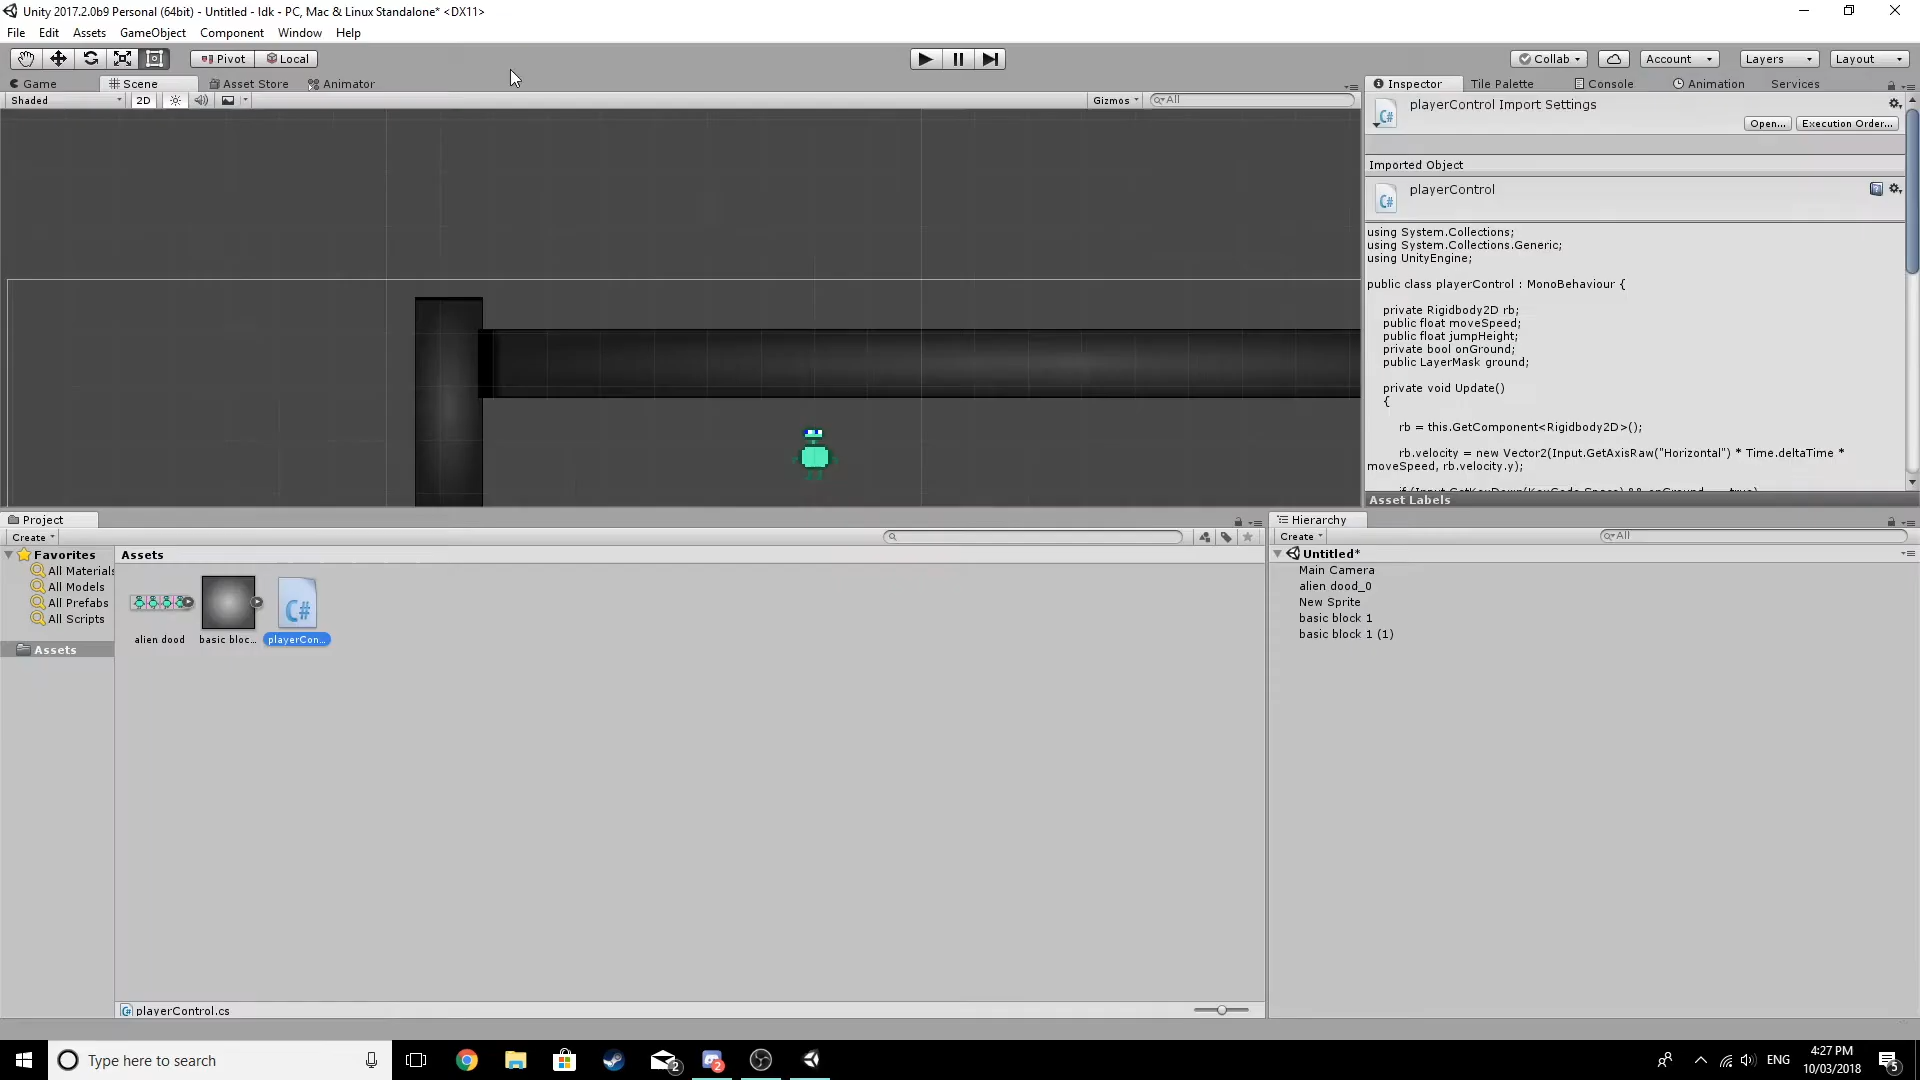 Unity 2017.2.0b9 Personal (64bit) - Untitled - Idk - PC, Mac & Linux Standalone* <DX11>
File Edit Assets GameObject Component Window Help
Pivot Local Collab Account Layers Layout
Game Scene Asset Store Animator
Shaded 2D Gizmos All
Inspector Tile Palette Console Animation Services
playerControl Import Settings
Open... Execution Order...
Imported Object
playerControl
using System.Collections;
using System.Collections.Generic;
using UnityEngine;
public class playerControl : MonoBehaviour {
private Rigidbody2D rb;
public float moveSpeed;
public float jumpHeight;
private bool onGround;
public LayerMask ground;
private void Update()
{
rb = this.GetComponent<Rigidbody2D>();
rb.velocity = new Vector2(Input.GetAxisRaw("Horizontal") * Time.deltaTime *
moveSpeed, rb.velocity.y);
Asset Labels
Project
Create
Favorites
All Materials
All Models
All Prefabs
All Scripts
Assets
Assets
alien dood basic bloc... playerCon...
playerControl.cs
Hierarchy
Create All
Untitled*
Main Camera
alien dood_0
New Sprite
basic block 1
basic block 1 (1)
Type here to search
2 2
ENG
4:27 PM
10/03/2018
5